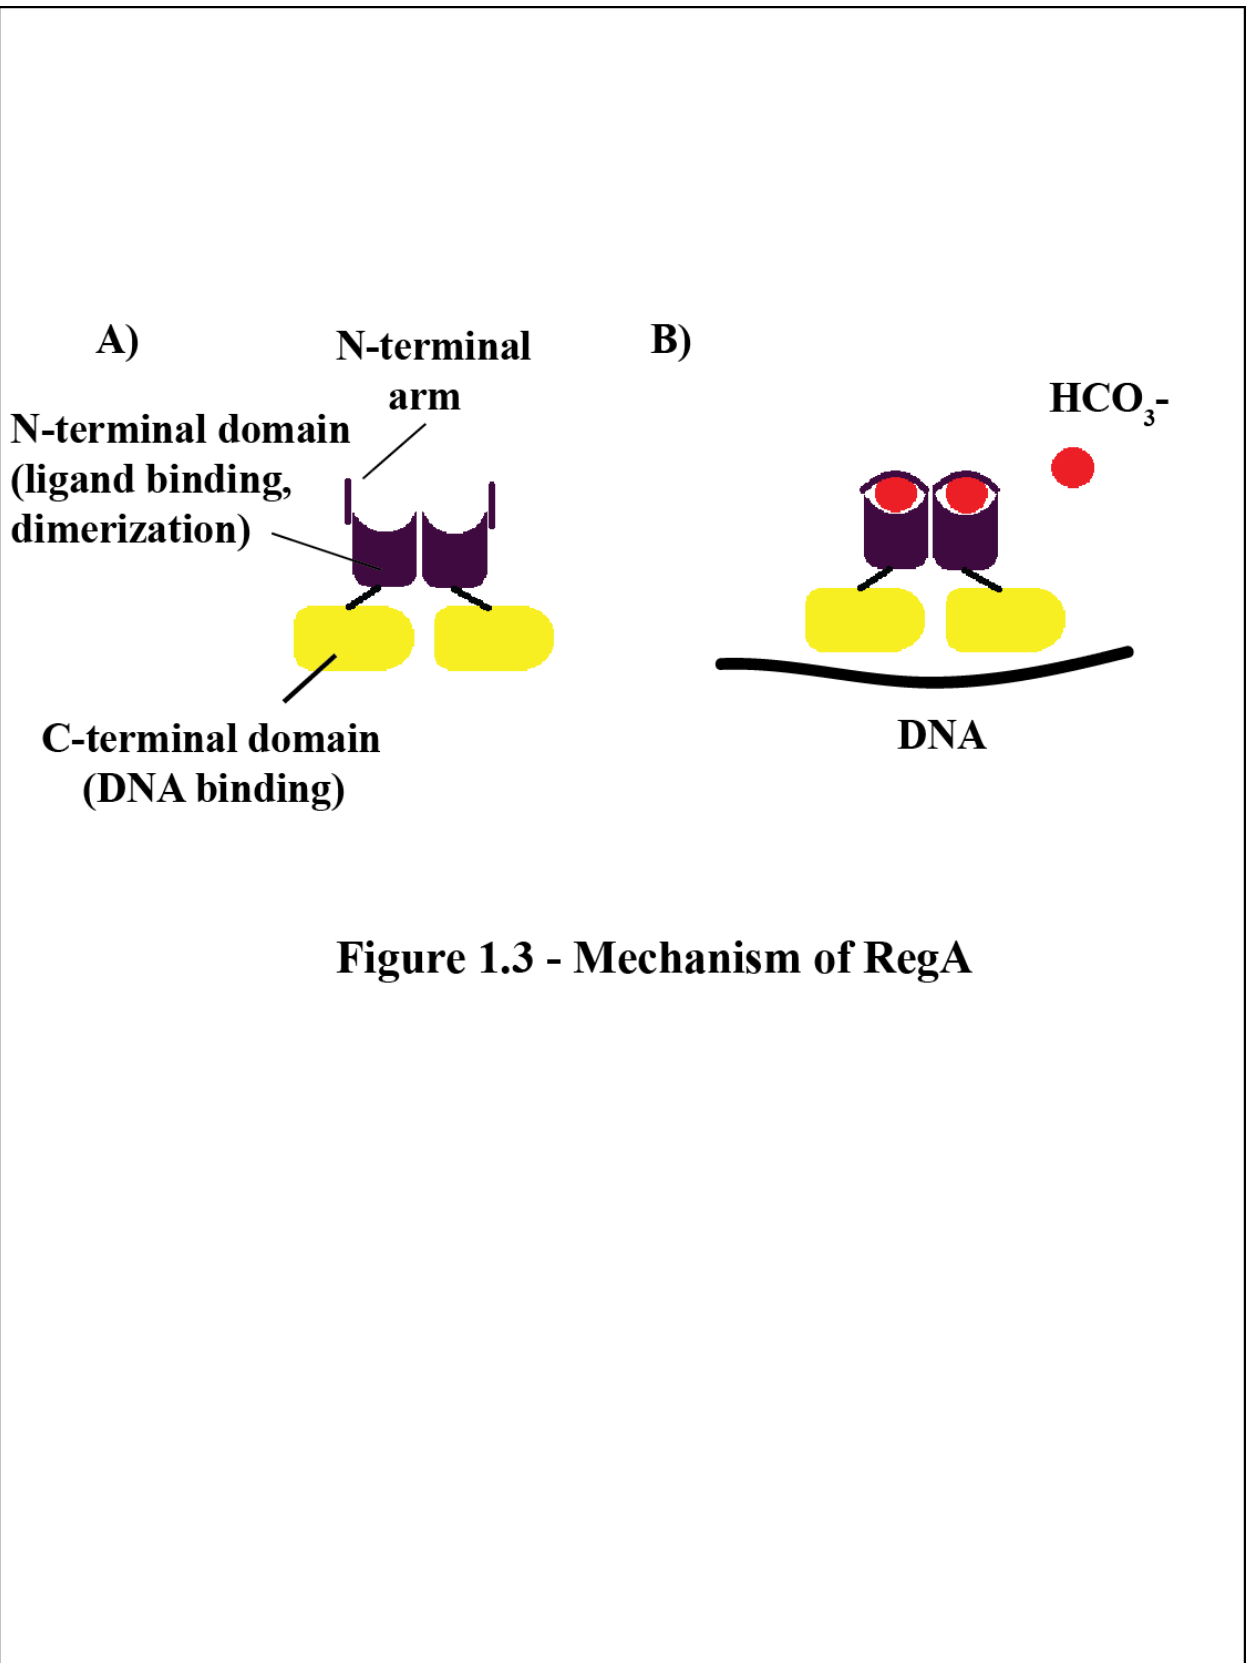 A)
N-terminal
arm
N-terminal domain
(ligand binding,
dimerization)
C-terminal domain
(DNA binding)
B)
HCO₃-
DNA
Figure 1.3 - Mechanism of RegA